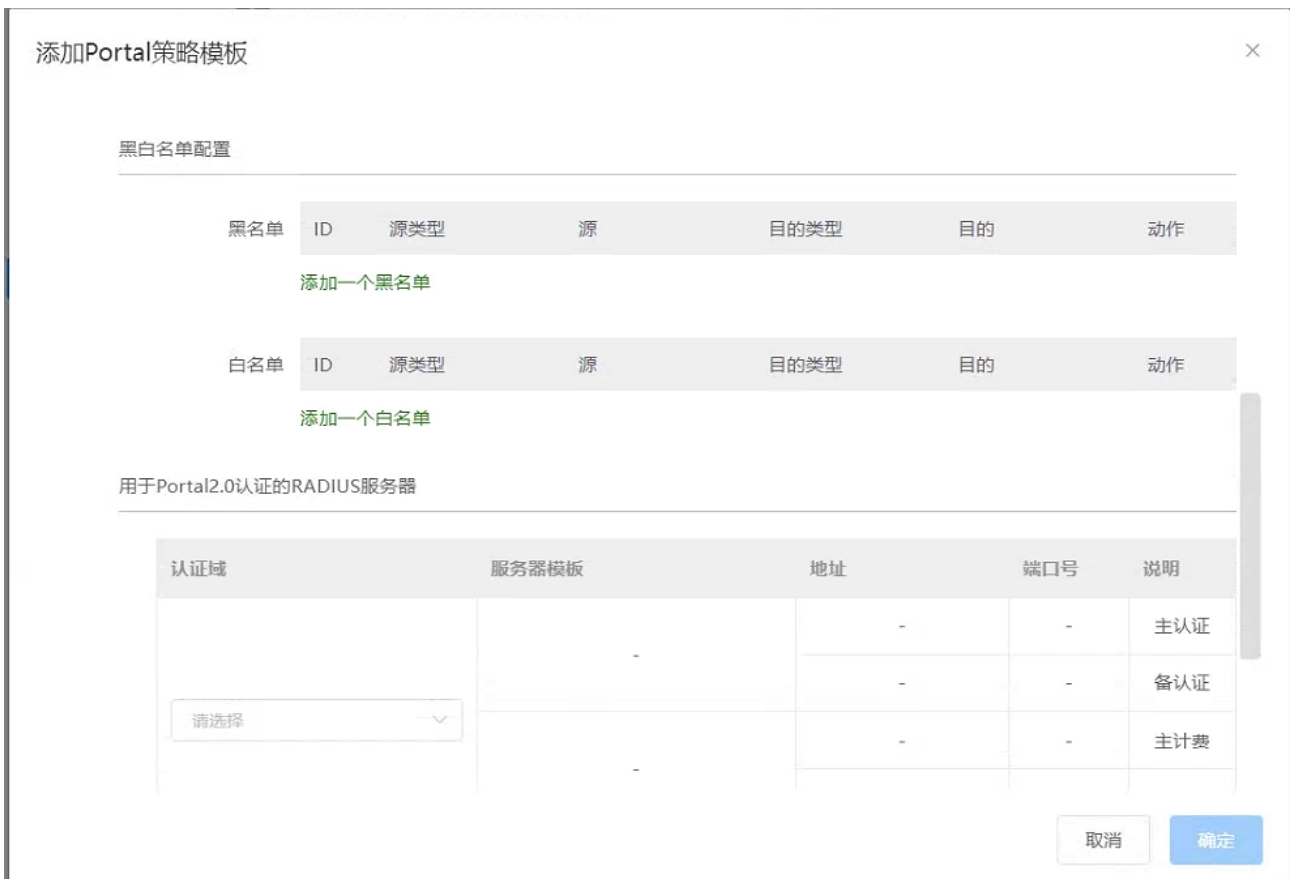 添加Portal策略模板
黑白名单配置
黑名单 ID 源类型 源 目的类型 目的 动作
添加一个黑名单
白名单 ID 源类型 源 目的类型 目的 动作
添加一个白名单
用于Portal2.0认证的RADIUS服务器
认证域 服务器模板 地址 端口号 说明
- - 主认证
-
- - 备认证
请选择
- - 主计费
-
取消 确定